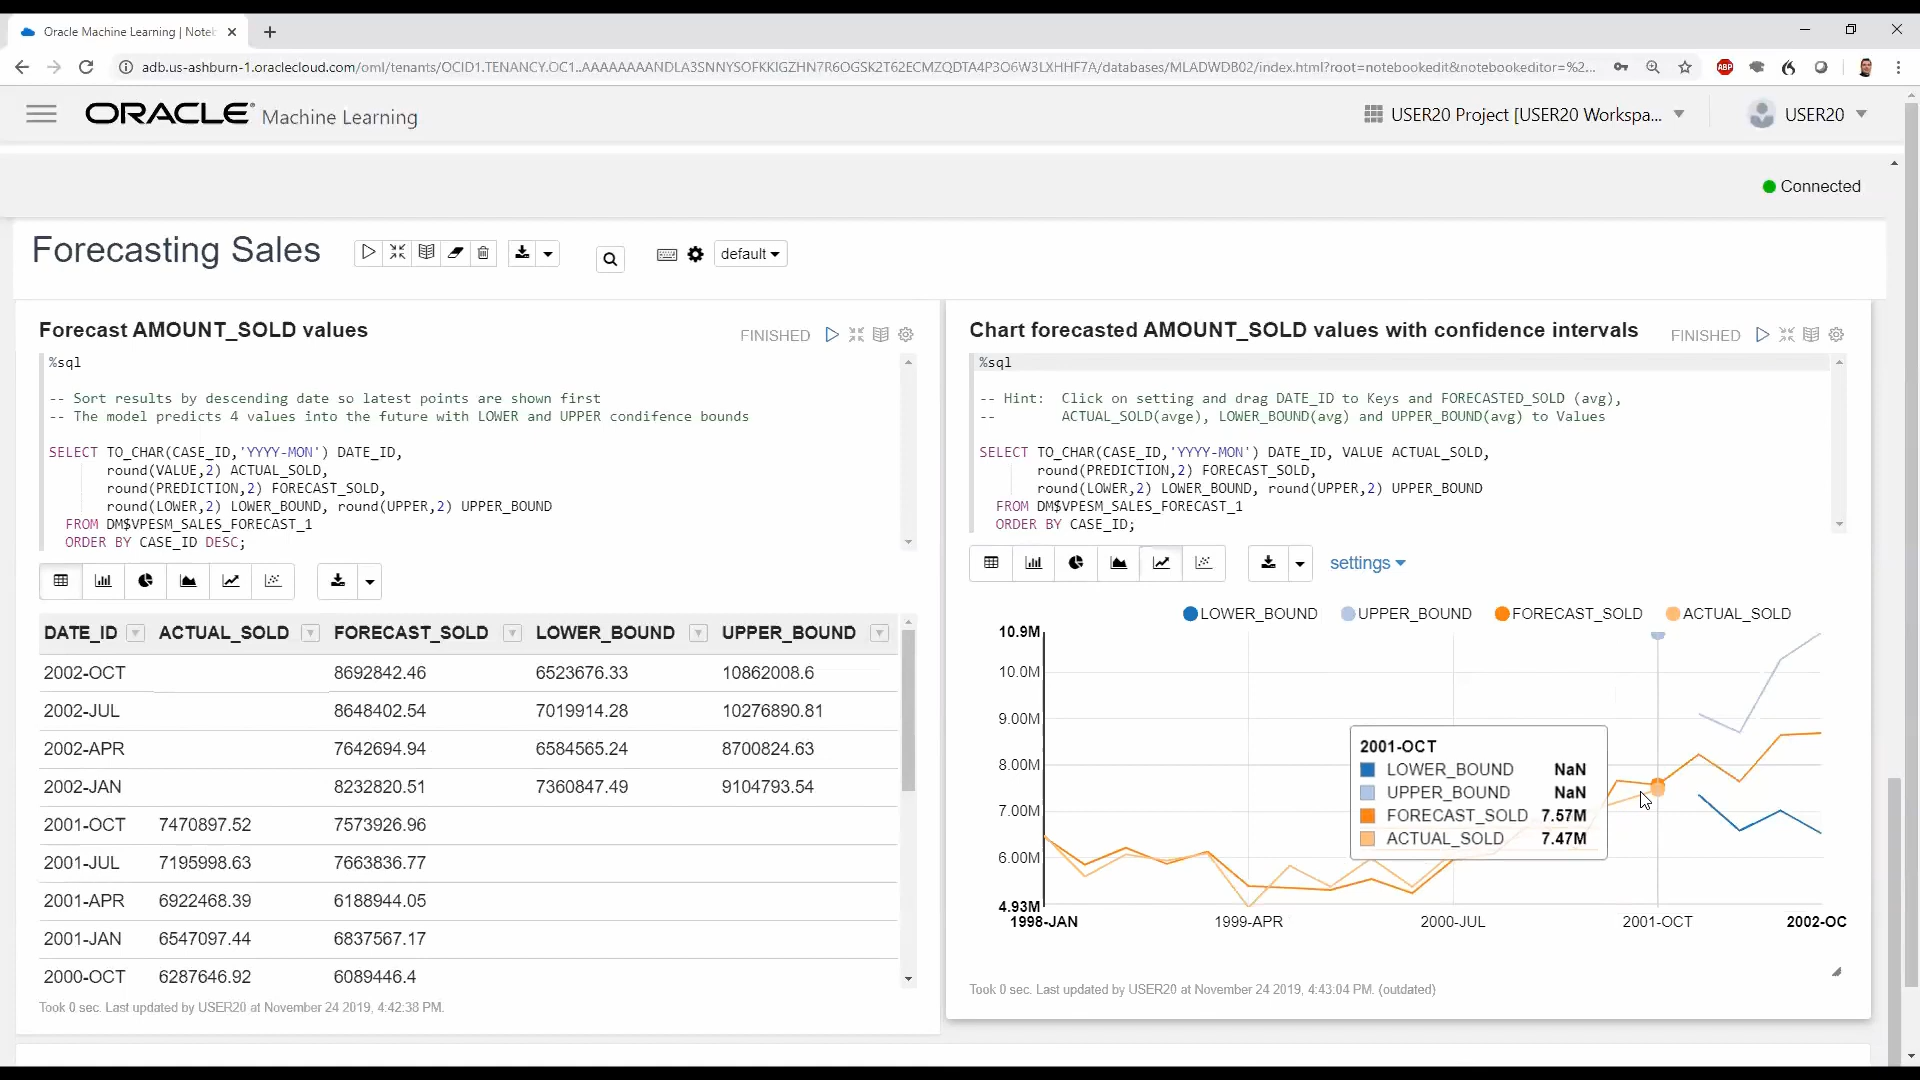 Oracle Machine Learning | Noteb
adb.us-ashburn-1.oraclecloud.com/oml/tenants/OCID1.TENANCY.OC1..AAAAAAAANDLA3SNNYSOFKKIGZHN7R6OGSK2T62ECMZQDTA4P3O6W3LXHHF7A/databases/MLADWDB02/index.html?root=notebookedit&notebookeditor=%2...
ABP
ORACLE Machine Learning
USER20 Project [USER20 Workspa...
USER20
Connected
Forecasting Sales
default
Forecast AMOUNT_SOLD values
FINISHED
%sql
-- Sort results by descending date so latest points are shown first
-- The model predicts 4 values into the future with LOWER and UPPER condifence bounds
SELECT TO_CHAR(CASE_ID,'YYYY-MON') DATE_ID,
round(VALUE,2) ACTUAL_SOLD,
round(PREDICTION,2) FORECAST_SOLD,
round(LOWER,2) LOWER_BOUND, round(UPPER,2) UPPER_BOUND
FROM DM$VPESM_SALES_FORECAST_1
ORDER BY CASE_ID DESC;
DATE_ID ACTUAL_SOLD FORECAST_SOLD LOWER_BOUND UPPER_BOUND
2002-OCT 8692842.46 6523676.33 10862008.6
2002-JUL 8648402.54 7019914.28 10276890.81
2002-APR 7642694.94 6584565.24 8700824.63
2002-JAN 8232820.51 7360847.49 9104793.54
2001-OCT 7470897.52 7573926.96
2001-JUL 7195998.63 7663836.77
2001-APR 6922468.39 6188944.05
2001-JAN 6547097.44 6837567.17
2000-OCT 6287646.92 6089446.4
Took 0 sec. Last updated by USER20 at November 24 2019, 4:42:38 PM.
Chart forecasted AMOUNT_SOLD values with confidence intervals
FINISHED
%sql
-- Hint: Click on setting and drag DATE_ID to Keys and FORECASTED_SOLD (avg),
-- ACTUAL_SOLD(avge), LOWER_BOUND(avg) and UPPER_BOUND(avg) to Values
SELECT TO_CHAR(CASE_ID,'YYYY-MON') DATE_ID, VALUE ACTUAL_SOLD,
round(PREDICTION,2) FORECAST_SOLD,
round(LOWER,2) LOWER_BOUND, round(UPPER,2) UPPER_BOUND
FROM DM$VPESM_SALES_FORECAST_1
ORDER BY CASE_ID;
settings
LOWER_BOUND UPPER_BOUND FORECAST_SOLD ACTUAL_SOLD
10.9M
10.0M
9.00M
8.00M
7.00M
6.00M
4.93M
2001-OCT
LOWER_BOUND NaN
UPPER_BOUND NaN
FORECAST_SOLD 7.57M
ACTUAL_SOLD 7.47M
1998-JAN 1999-APR 2000-JUL 2001-OCT 2002-OC
Took 0 sec. Last updated by USER20 at November 24 2019, 4:43:04 PM. (outdated)